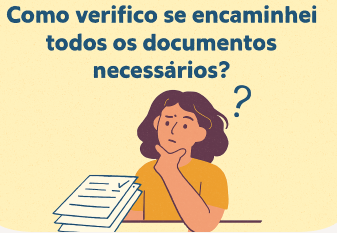 Como verifico se encaminhei
todos os documentos
necessários?
?